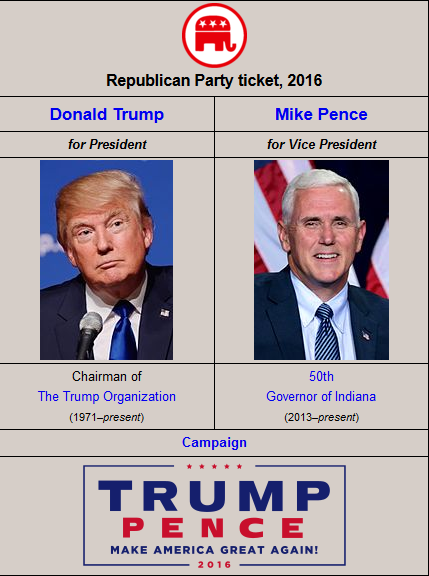 Republican Party ticket, 2016
Donald Trump
Mike Pence
for President
for Vice President
Chairman of
The Trump Organization
(1971–present)
50th
Governor of Indiana
(2013–present)
Campaign
TRUMP
PENCE
MAKE AMERICA GREAT AGAIN!
2016